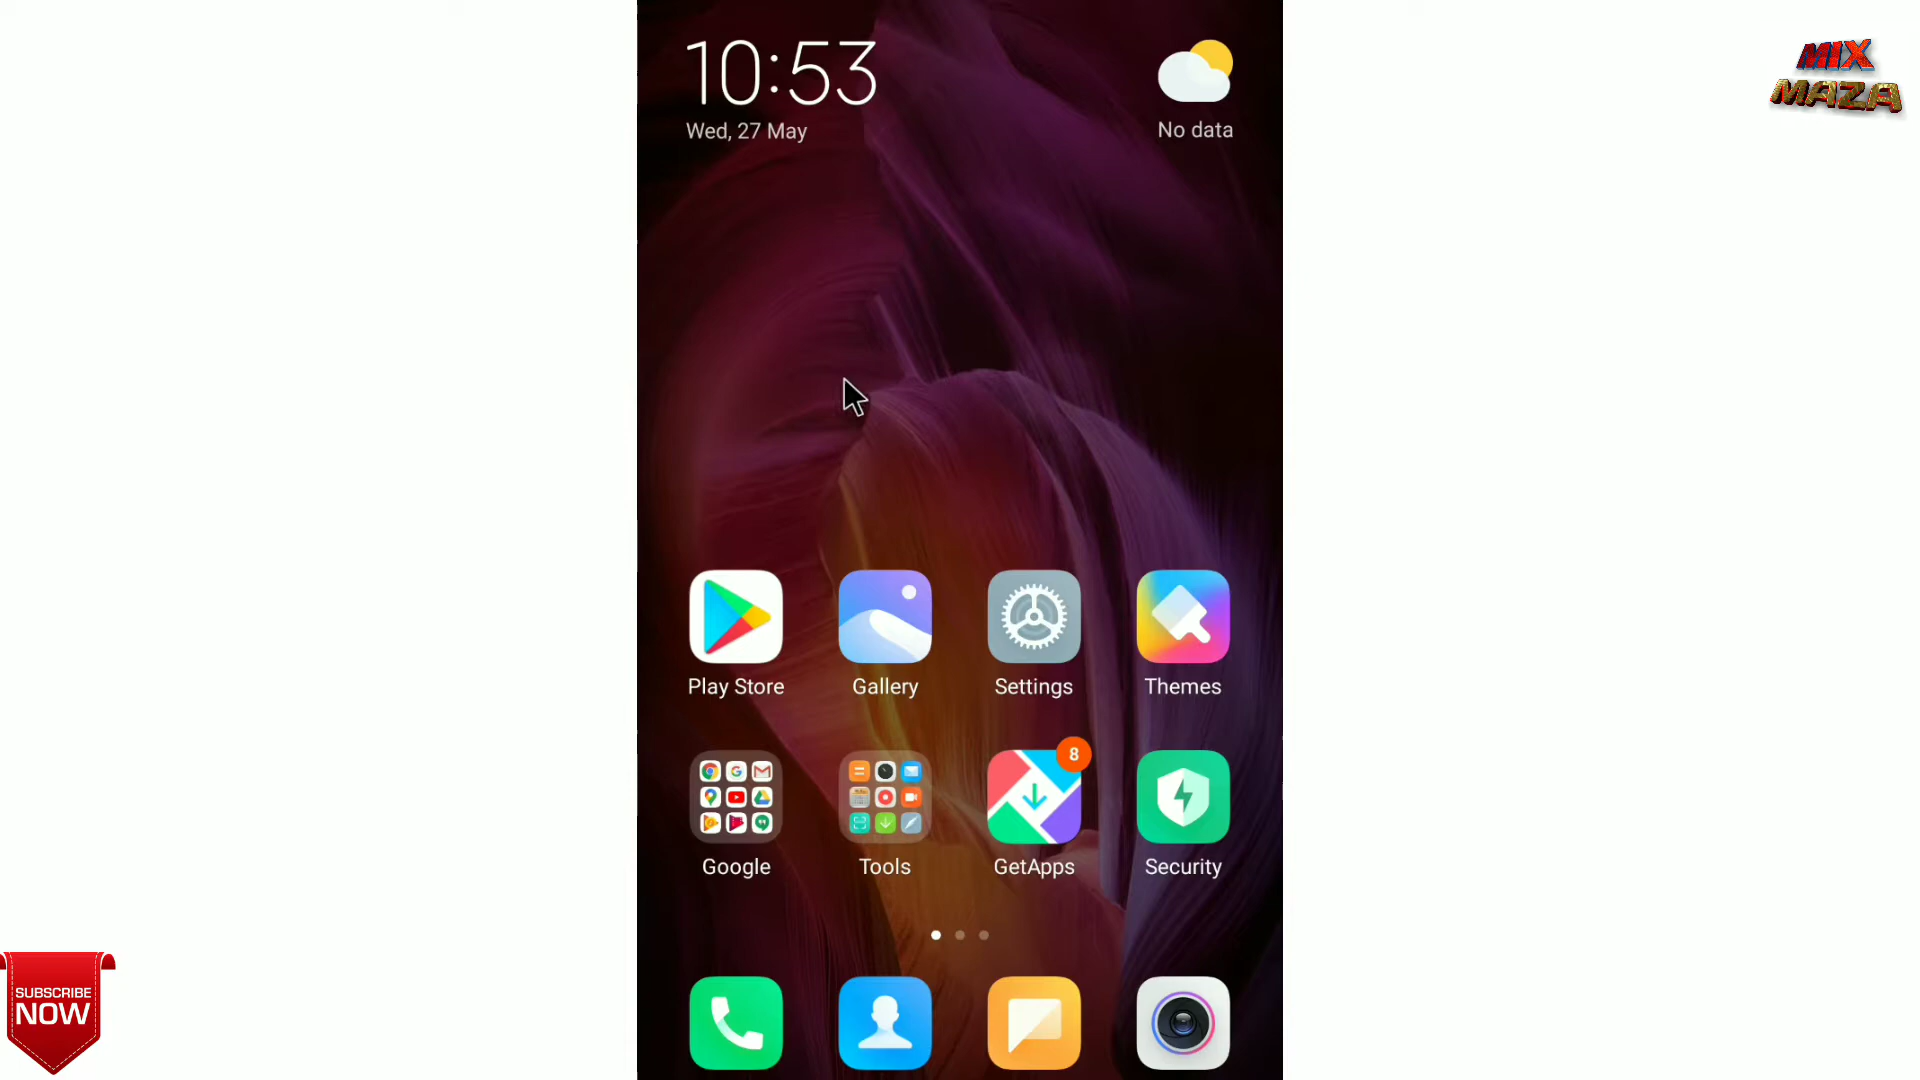 10:53
Wed, 27 May
No data
MIX
MAZA
Play Store
Gallery
Settings
Themes
8
Google
Tools
GetApps
Security
SUBSCRIBE
NOW